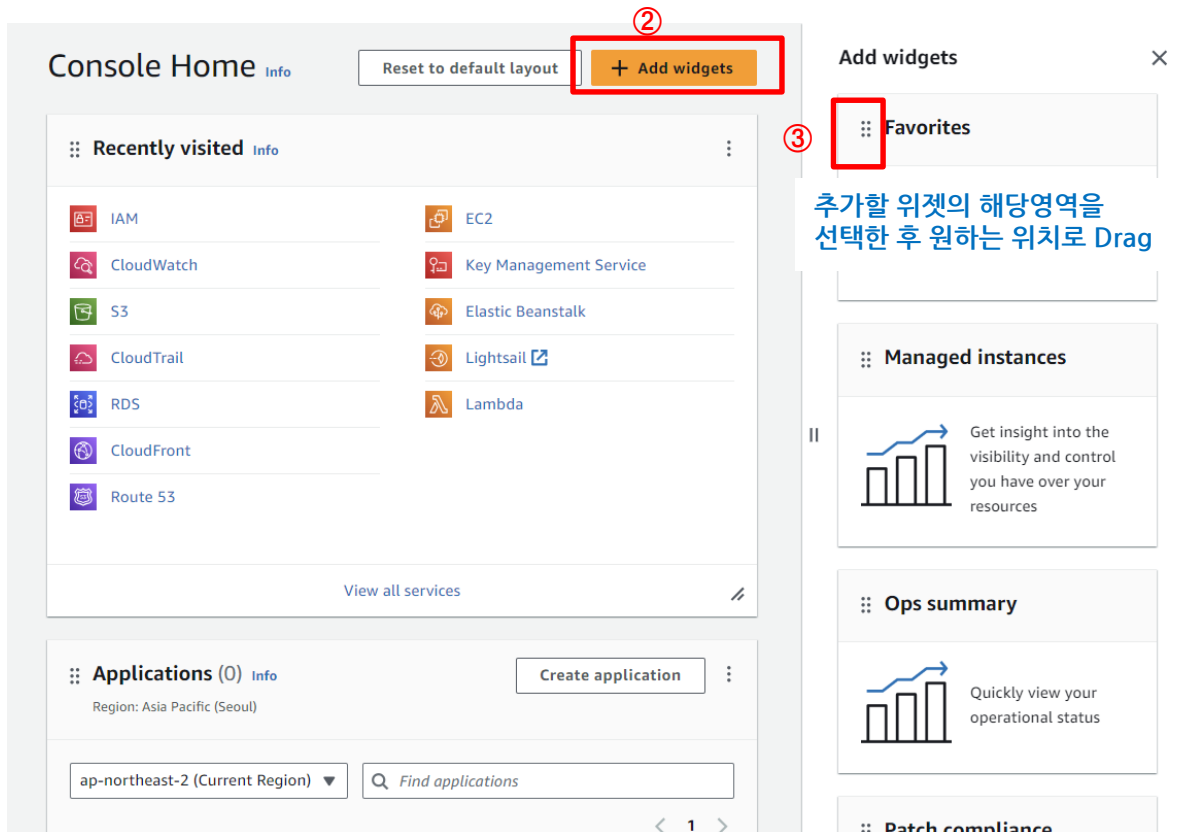 ②
Console Home Info
Reset to default layout
+ Add widgets
Recently visited Info
IAM
CloudWatch
S3
CloudTrail
RDS
CloudFront
Route 53
EC2
Key Management Service
Elastic Beanstalk
Lightsail
Lambda
View all services
Applications (0) Info
Region: Asia Pacific (Seoul)
Create application
ap-northeast-2 (Current Region)
Find applications
< 1 >
Add widgets
③
Favorites
추가할 위젯의 해당영역을
선택한 후 원하는 위치로 Drag
Managed instances
Get insight into the
visibility and control
you have over your
resources
Ops summary
Quickly view your
operational status
Patch compliance